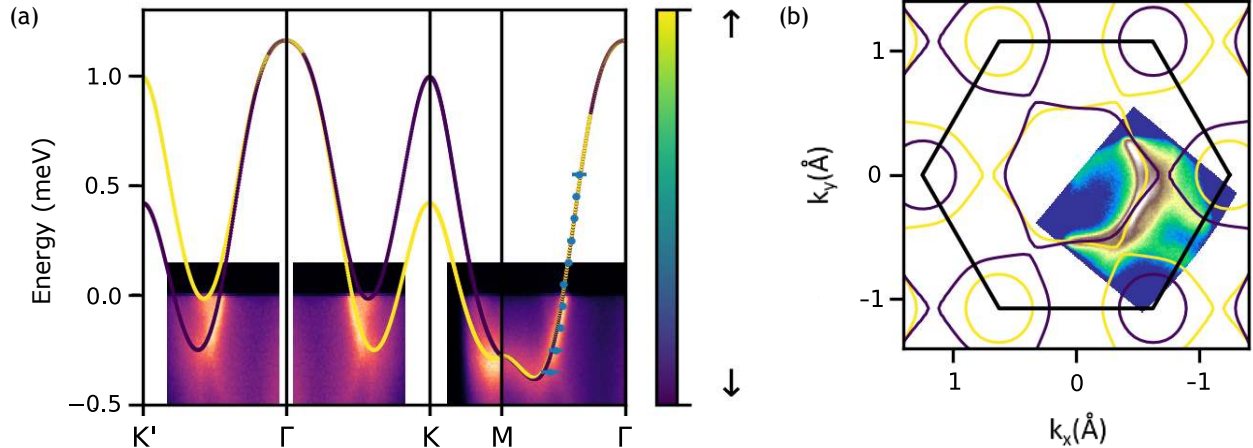 (a)
Energy (meV)
1.0
0.5
0.0
−0.5
K' Γ K M Γ
↑
↓
(b)
k_y(Å)
1
0
-1
1 0 -1
k_x(Å)